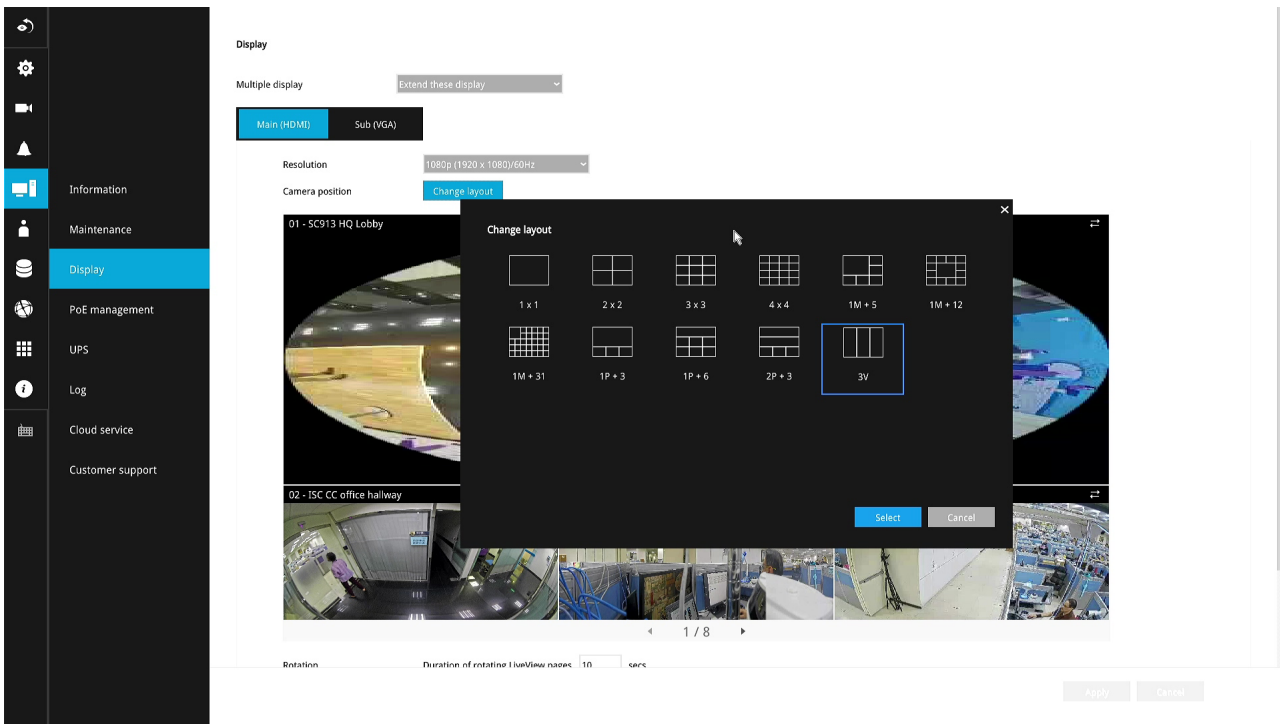 Display
Multiple display Extend these display
Main (HDMI) Sub (VGA)
Resolution 1080p (1920 x 1080)/60Hz
Camera position Change layout
Information
Maintenance
Display
PoE management
UPS
Log
Cloud service
Customer support
01 - SC913 HQ Lobby
02 - ISC CC office hallway
Change layout
1 x 1 2 x 2 3 x 3 4 x 4 1M + 5 1M + 12
1M + 31 1P + 3 1P + 6 2P + 3 3V
Select Cancel
1 / 8
Rotation Duration of rotating LiveView pages 10 secs
Apply Cancel